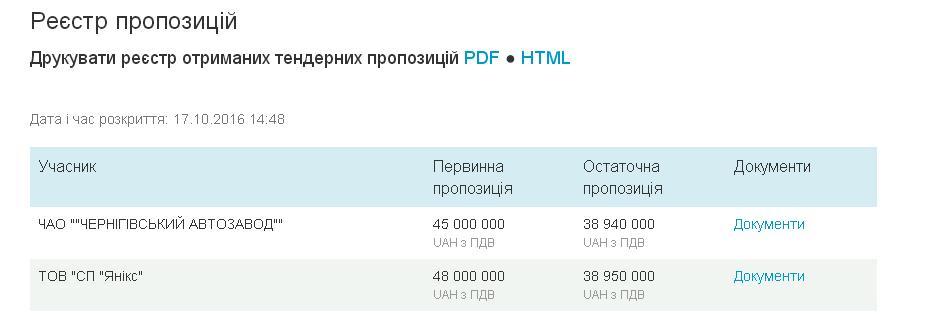 Реєстр пропозицій
Друкувати реєстр отриманих тендерних пропозицій PDF ● HTML
Дата і час розкриття: 17.10.2016 14:48
Учасник Первинна пропозиція Остаточна пропозиція Документи
ЧАО ""ЧЕРНІГІВСЬКИЙ АВТОЗАВОД"" 45 000 000 38 940 000 Документи
UAH з ПДВ UAH з ПДВ
ТОВ "СП "Янікс" 48 000 000 38 950 000 Документи
UAH з ПДВ UAH з ПДВ